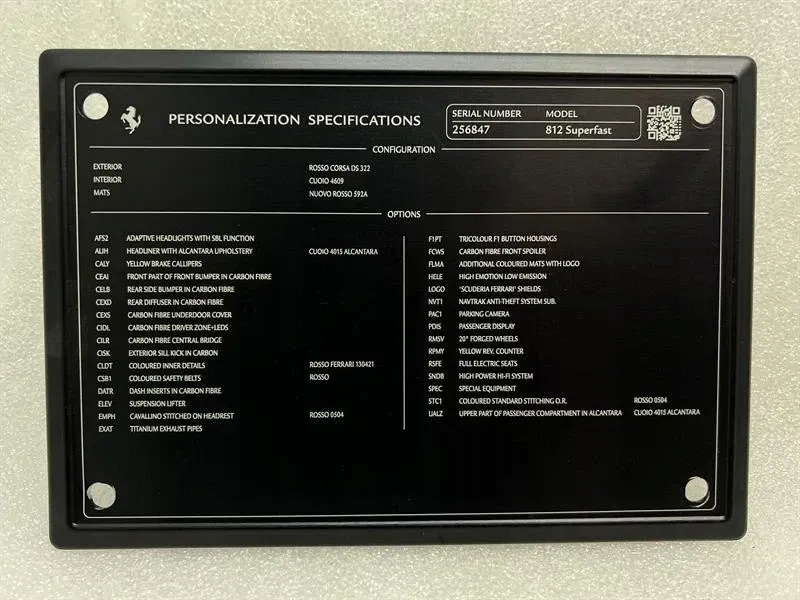 PERSONALIZATION SPECIFICATIONS
SERIAL NUMBER MODEL
256847 812 Superfast
CONFIGURATION
EXTERIOR ROSSO CORSA DS 322
INTERIOR CUOIO 4609
MATS NUOVO ROSSO 592A
OPTIONS
AFS2 ADAPTIVE HEADLIGHTS WITH SBL FUNCTION
ALIH HEADLINER WITH ALCANTARA UPHOLSTERY CUOIO 4015 ALCANTARA
CALY YELLOW BRAKE CALLIPERS
CEAI FRONT PART OF FRONT BUMPER IN CARBON FIBRE
CELB REAR SIDE BUMPER IN CARBON FIBRE
CEXD REAR DIFFUSER IN CARBON FIBRE
CEXS CARBON FIBRE UNDERDOOR COVER
CIDL CARBON FIBRE DRIVER ZONE+LEDS
CILR CARBON FIBRE CENTRAL BRIDGE
CISK EXTERIOR SILL KICK IN CARBON
CLDT COLOURED INNER DETAILS ROSSO FERRARI 130421
CSB1 COLOURED SAFETY BELTS ROSSO
DATR DASH INSERTS IN CARBON FIBRE
ELEV SUSPENSION LIFTER
EMPH CAVALLINO STITCHED ON HEADREST ROSSO 0504
EXAT TITANIUM EXHAUST PIPES
F1PT TRICOLOUR F1 BUTTON HOUSINGS
FCWS CARBON FIBRE FRONT SPOILER
FLMA ADDITIONAL COLOURED MATS WITH LOGO
HELE HIGH EMOTION LOW EMISSION
LOGO "SCUDERIA FERRARI" SHIELDS
NVT1 NAVTRAK ANTI-THEFT SYSTEM SUB.
PAC1 PARKING CAMERA
PDIS PASSENGER DISPLAY
RMSV 20" FORGED WHEELS
RPMY YELLOW REV. COUNTER
RSFE FULL ELECTRIC SEATS
SNDB HIGH POWER HI-FI SYSTEM
SPEC SPECIAL EQUIPMENT
STC1 COLOURED STANDARD STITCHING O.R. ROSSO 0504
UALZ UPPER PART OF PASSENGER COMPARTMENT IN ALCANTARA CUOIO 4015 ALCANTARA